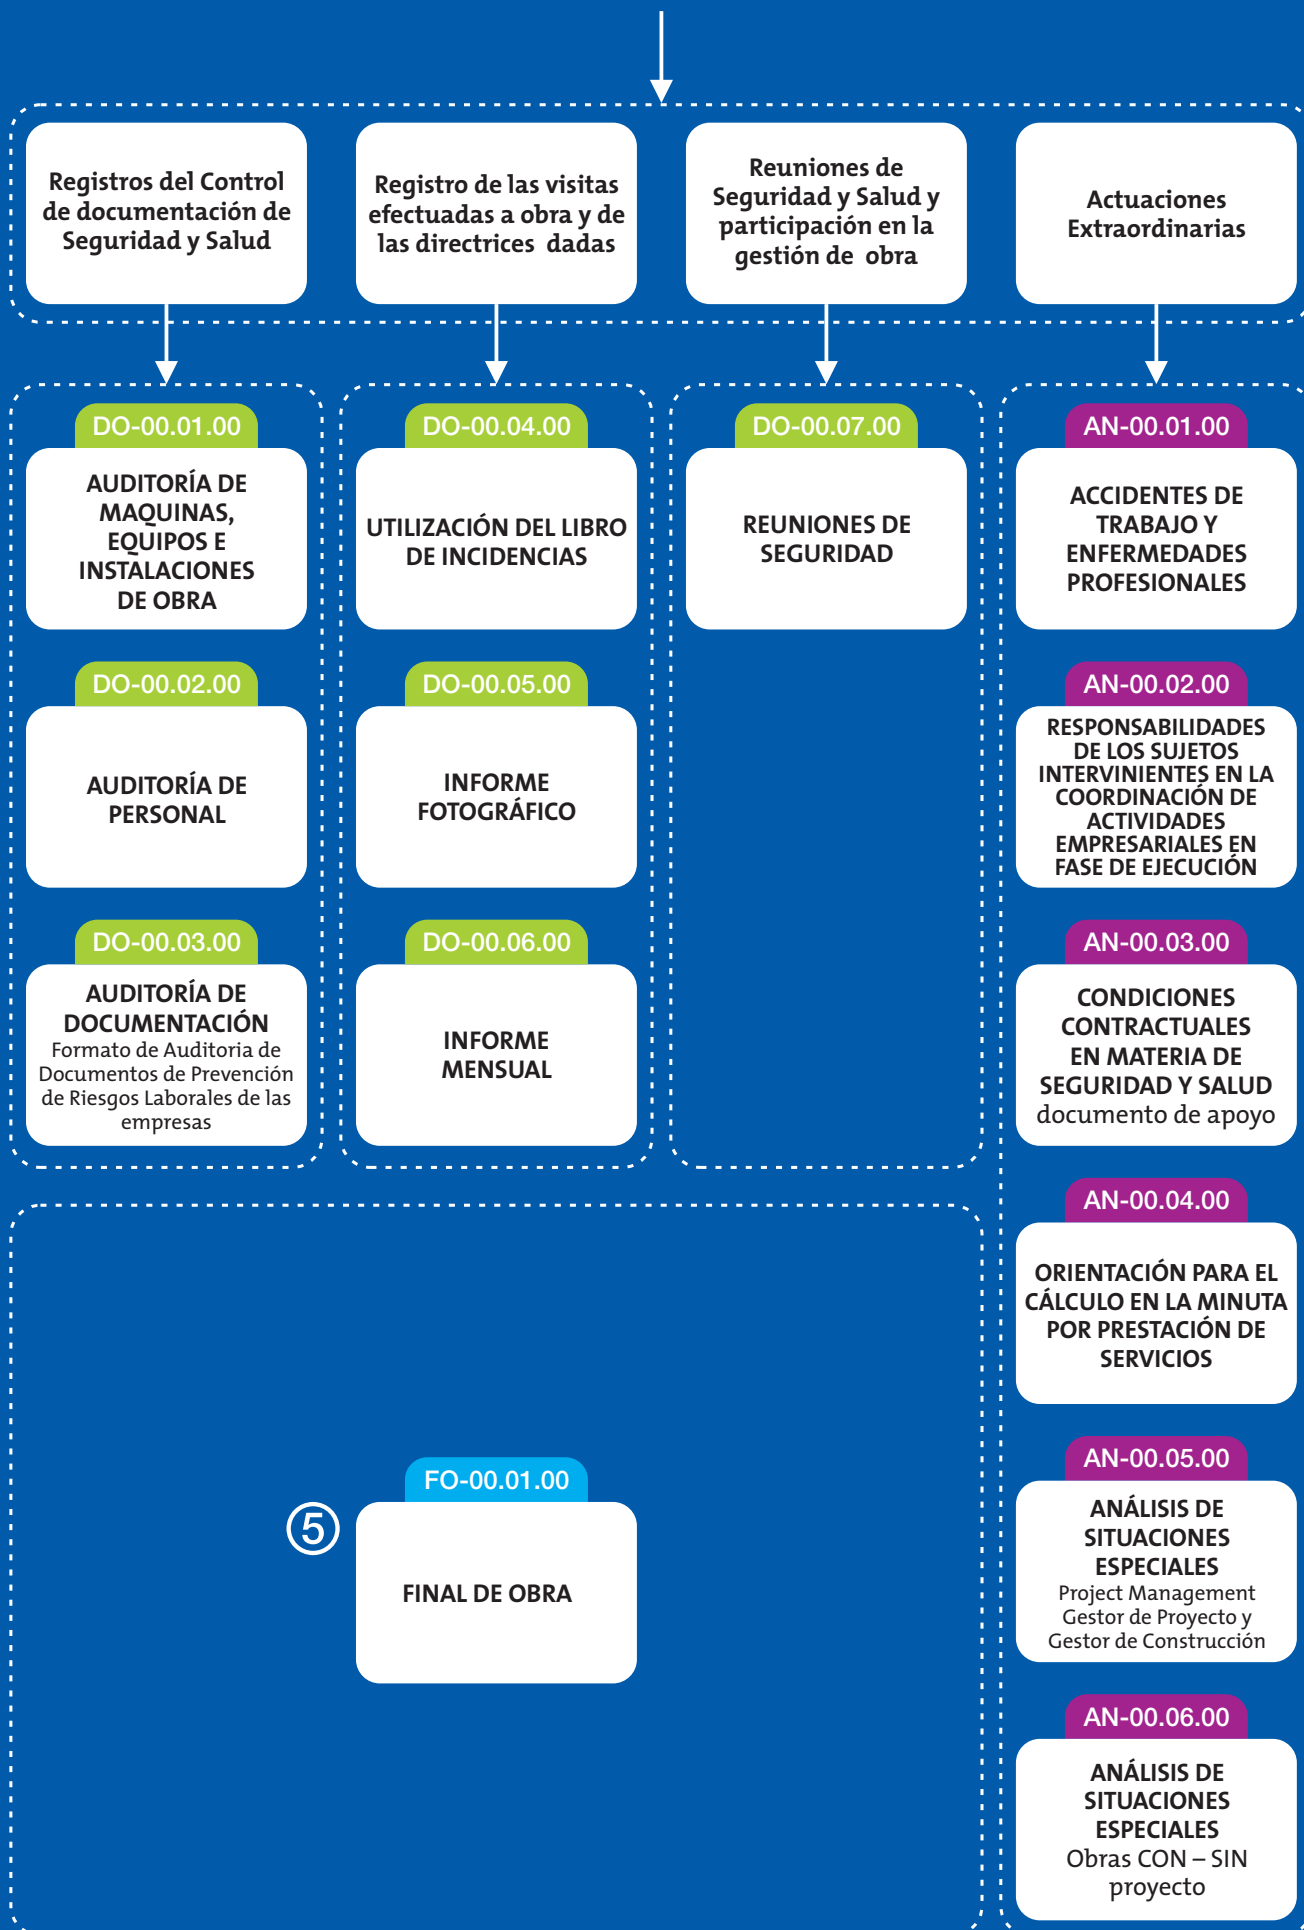 Registros del Control
de documentación de
Seguridad y Salud
Registro de las visitas
efectuadas a obra y de
las directrices dadas
Reuniones de
Seguridad y Salud y
participación en la
gestión de obra
Actuaciones
Extraordinarias
DO-00.01.00
AUDITORÍA DE
MAQUINAS,
EQUIPOS E
INSTALACIONES
DE OBRA
DO-00.02.00
AUDITORÍA DE
PERSONAL
DO-00.03.00
AUDITORÍA DE
DOCUMENTACIÓN
Formato de Auditoria de
Documentos de Prevención
de Riesgos Laborales de las
empresas
DO-00.04.00
UTILIZACIÓN DEL LIBRO
DE INCIDENCIAS
DO-00.05.00
INFORME
FOTOGRÁFICO
DO-00.06.00
INFORME
MENSUAL
DO-00.07.00
REUNIONES DE
SEGURIDAD
AN-00.01.00
ACCIDENTES DE
TRABAJO Y
ENFERMEDADES
PROFESIONALES
AN-00.02.00
RESPONSABILIDADES
DE LOS SUJETOS
INTERVINIENTES EN LA
COORDINACIÓN DE
ACTIVIDADES
EMPRESARIALES EN
FASE DE EJECUCIÓN
AN-00.03.00
CONDICIONES
CONTRACTUALES
EN MATERIA DE
SEGURIDAD Y SALUD
documento de apoyo
AN-00.04.00
ORIENTACIÓN PARA EL
CÁLCULO EN LA MINUTA
POR PRESTACIÓN DE
SERVICIOS
AN-00.05.00
ANÁLISIS DE
SITUACIONES
ESPECIALES
Project Management
Gestor de Proyecto y
Gestor de Construcción
AN-00.06.00
ANÁLISIS DE
SITUACIONES
ESPECIALES
Obras CON – SIN
proyecto
5
FO-00.01.00
FINAL DE OBRA